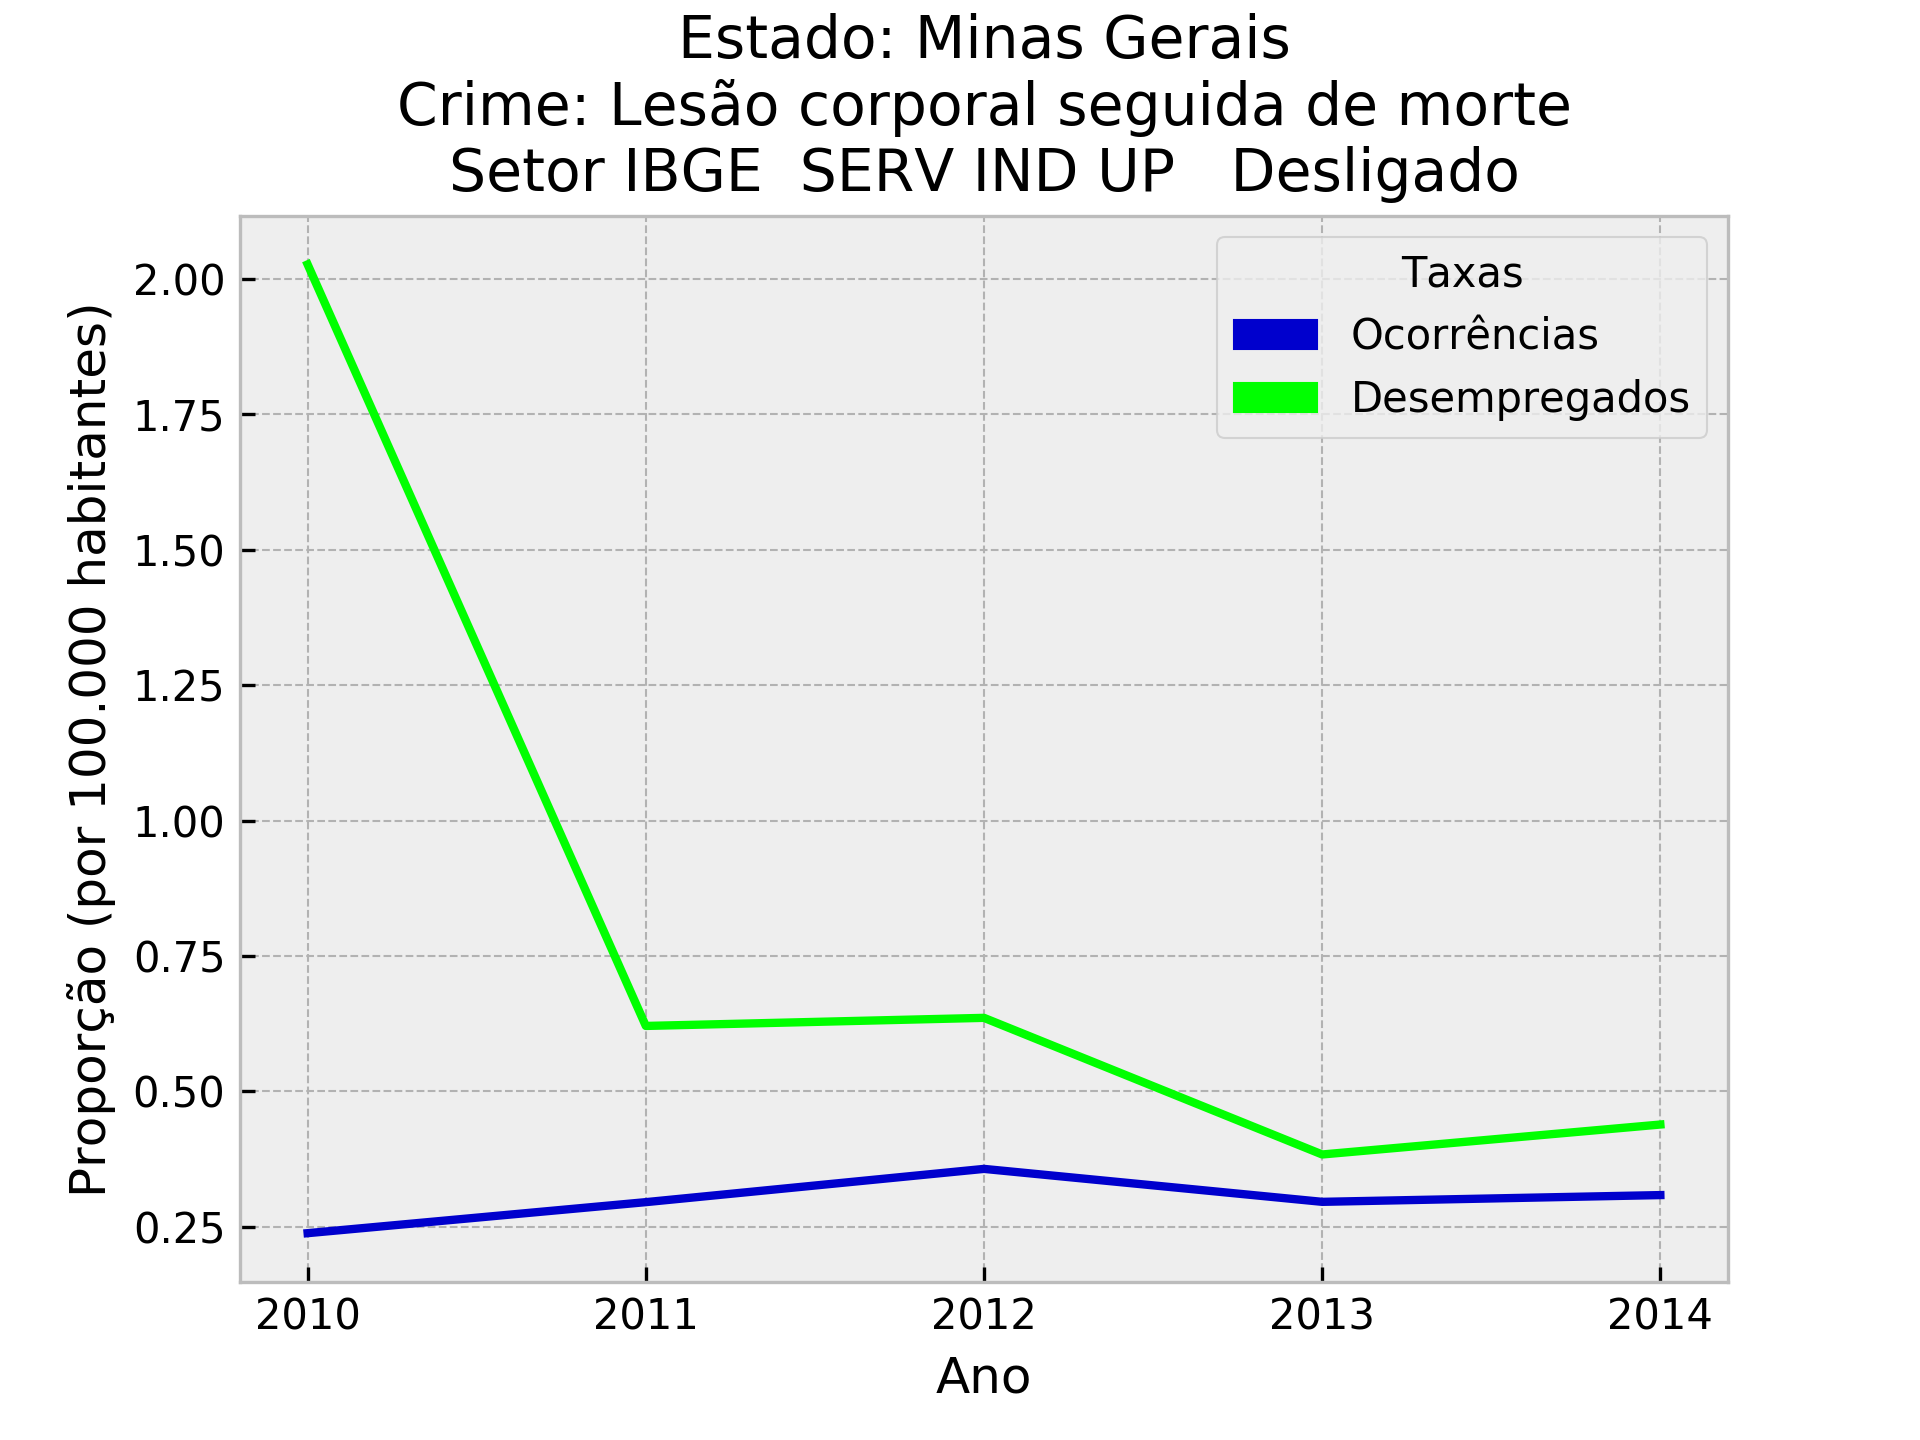 Estado: Minas Gerais
Crime: Lesão corporal seguida de morte
Setor IBGE  SERV IND UP   Desligado
Taxas
Ocorrências
Desempregados
Proporção (por 100.000 habitantes)
2.00
1.75
1.50
1.25
1.00
0.75
0.50
0.25
2010 2011 2012 2013 2014
Ano